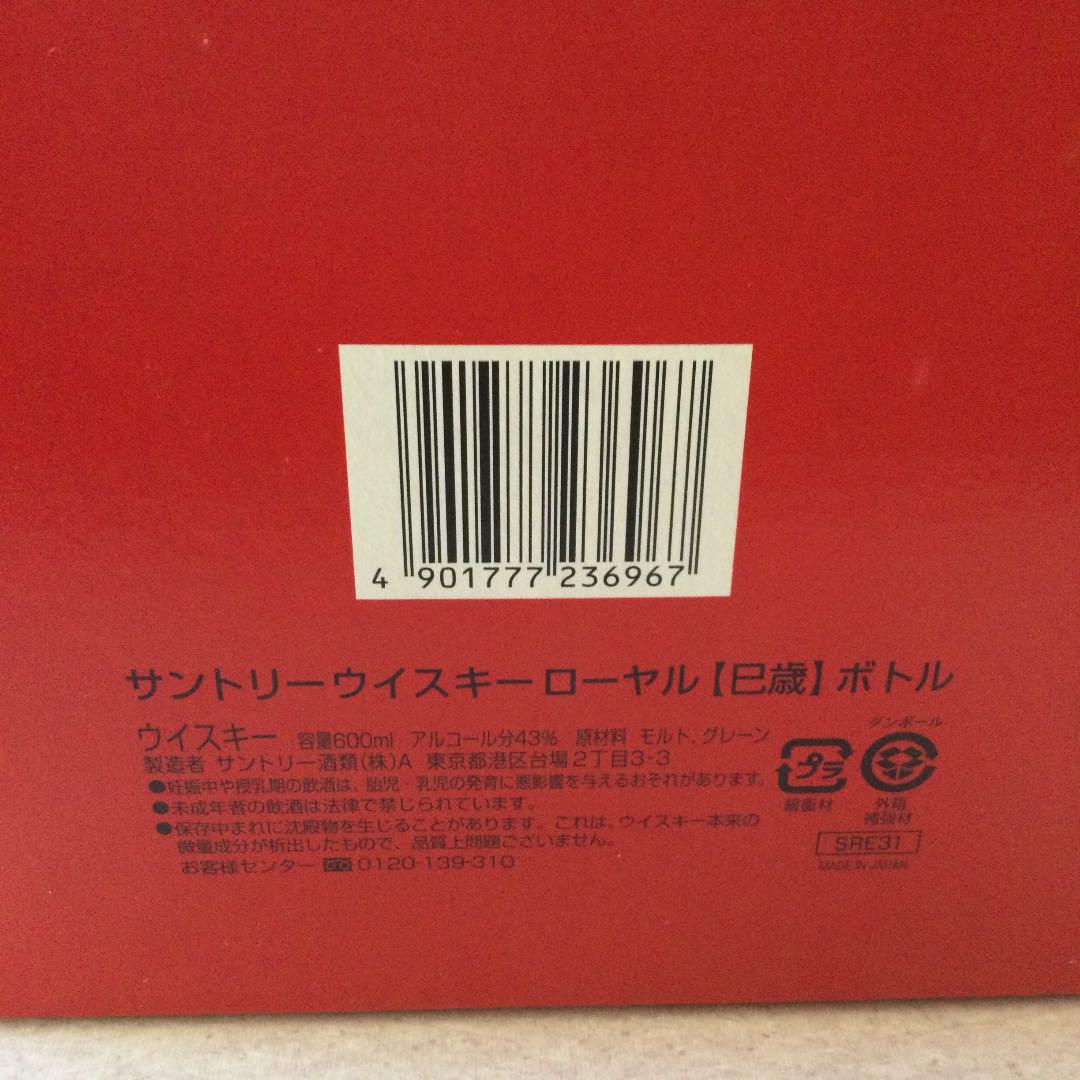 4 901777 236967
サントリーウイスキーローヤル【巳歳】ボトル
ウイスキー 容量600ml アルコール分43% 原材料 モルト、グレーン
製造者 サントリー酒類(株)A 東京都港区台場2丁目3-3
●妊娠中や授乳期の飲酒は、胎児・乳児の発育に悪影響を与えるおそれがあります。
●未成年者の飲酒は法律で禁じられています。
●保存中まれに沈殿物を生じることがあります。これは、ウイスキー本来の
微量成分が析出したもので、品質上問題ございません。
お客様センター 0120-139-310
プラ
緩衝材
ダンボール
外箱
補強材
SRE31
MADE IN JAPAN